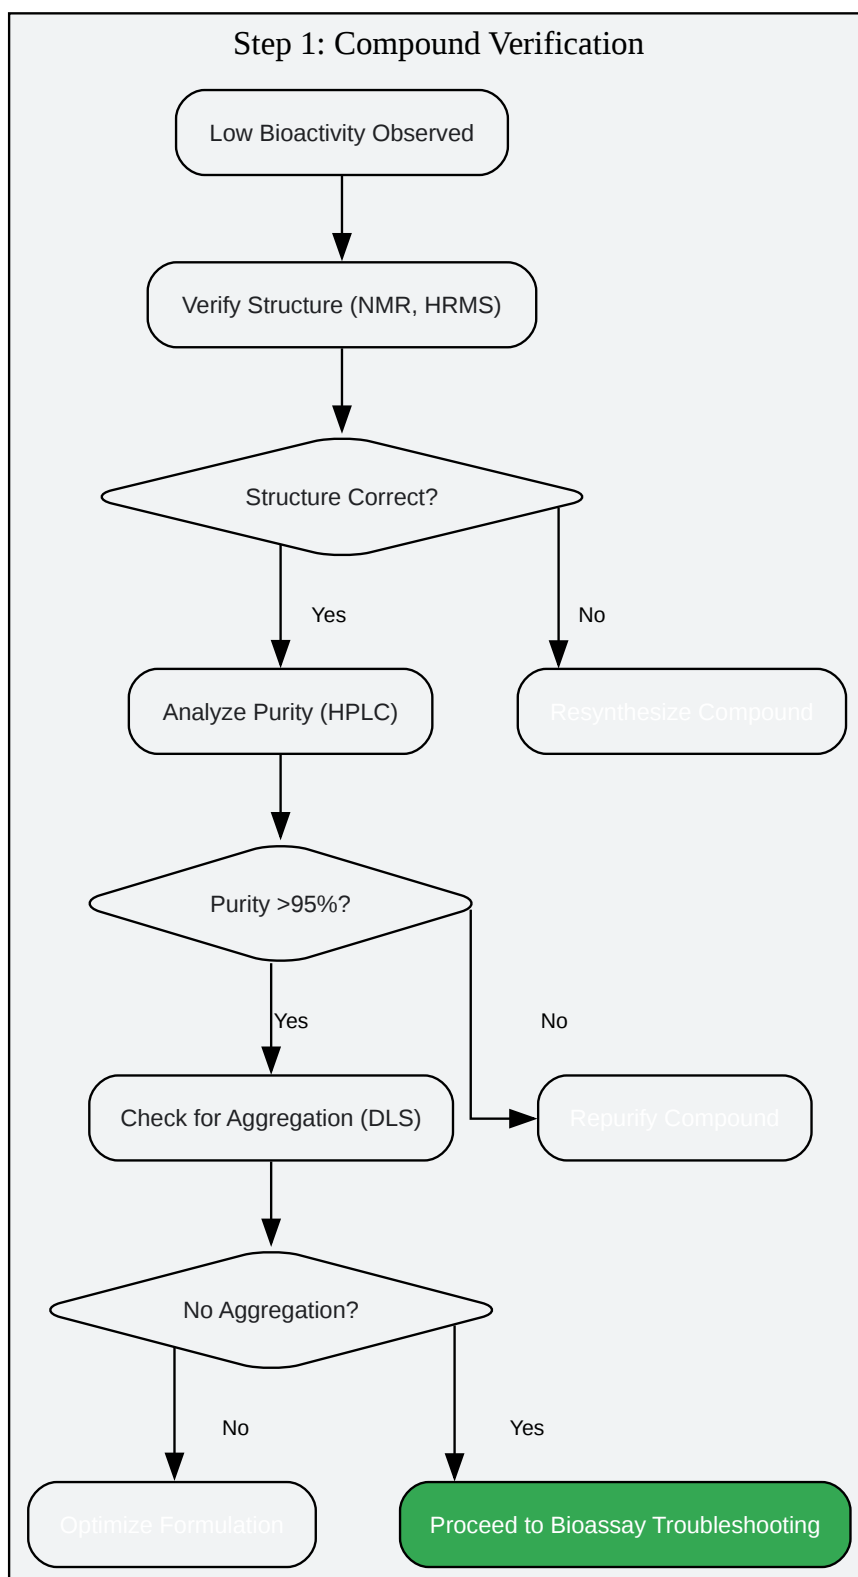 Step 1: Compound Verification
Low Bioactivity Observed
Verify Structure (NMR, HRMS)
Structure Correct?
Yes
No
Analyze Purity (HPLC)
Resynthesize Compound
Purity >95%?
Yes
No
Check for Aggregation (DLS)
Repurify Compound
No Aggregation?
No
Yes
Optimize Formulation
Proceed to Bioassay Troubleshooting